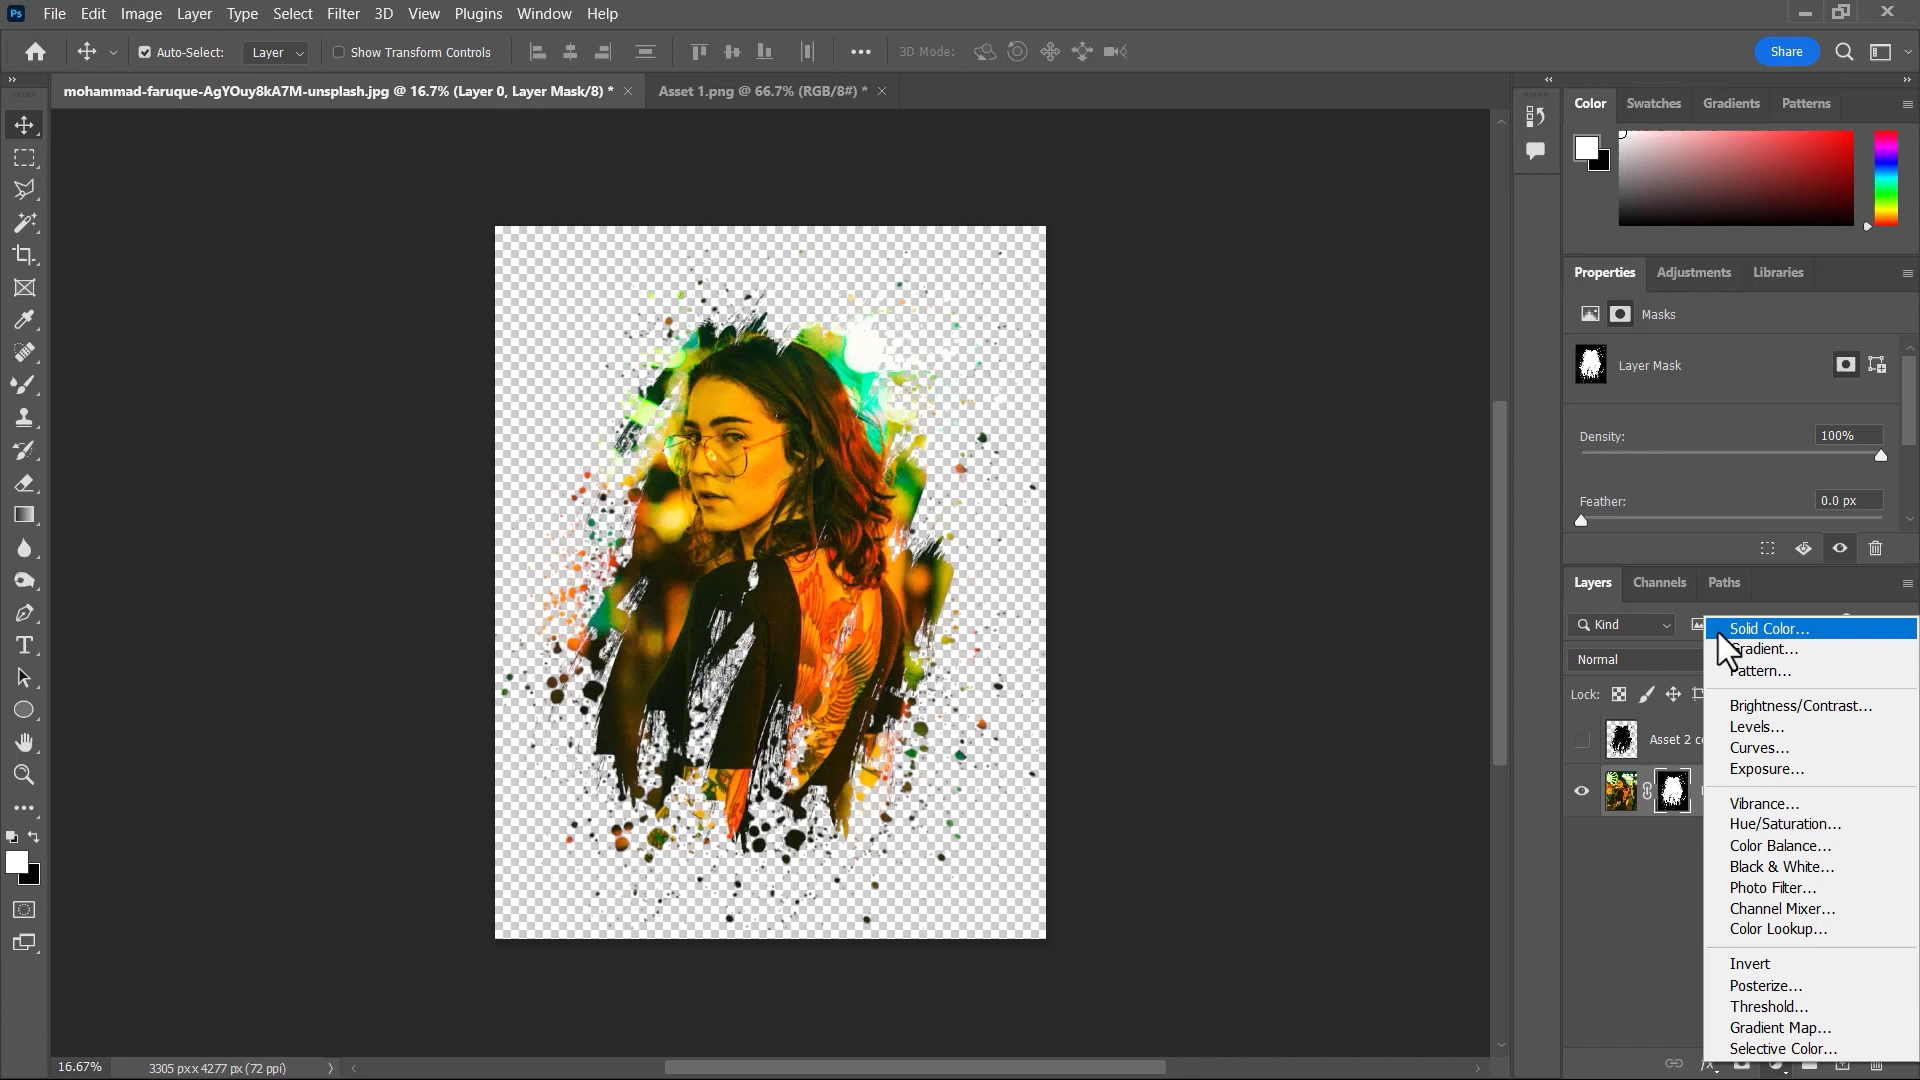 Ps File Edit Image Layer Type Select Filter 3D View Plugins Window Help
Auto-Select: Layer Show Transform Controls 3D Mode: Share
mohammad-faruque-AgYOuy8kA7M-unsplash.jpg @ 16.7% (Layer 0, Layer Mask/8) * Asset 1.png @ 66.7% (RGB/8#) *
Color Swatches Gradients Patterns
Properties Adjustments Libraries
Masks
Layer Mask
Density: 100%
Feather: 0.0 px
Layers Channels Paths
Kind
Normal
Lock:
Asset 2 c
Solid Color...
Gradient...
Pattern...
Brightness/Contrast...
Levels...
Curves...
Exposure...
Vibrance...
Hue/Saturation...
Color Balance...
Black & White...
Photo Filter...
Channel Mixer...
Color Lookup...
Invert
Posterize...
Threshold...
Gradient Map...
Selective Color...
16.67% 3305 px x 4277 px (72 ppi)